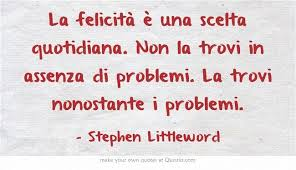 La felicità è una scelta
quotidiana. Non la trovi in
assenza di problemi. La trovi
nonostante i problemi.
- Stephen Littleword
make your own quotes at Quozio.com